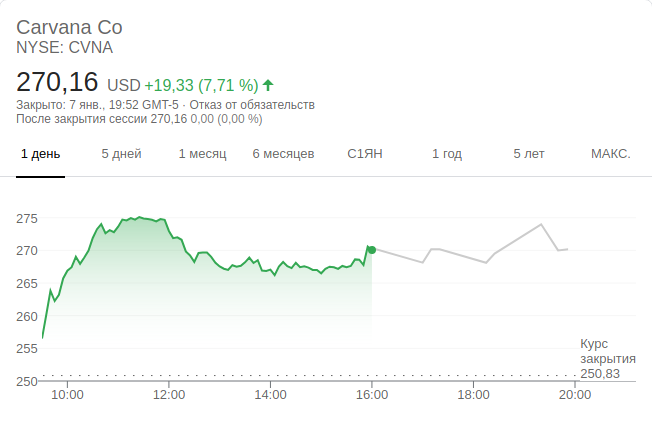 Carvana Co
NYSE: CVNA
270,16 USD +19,33 (7,71 %)
Закрыто: 7 янв., 19:52 GMT-5 · Отказ от обязательств
После закрытия сессии 270,16 0,00 (0,00 %)
1 день 5 дней 1 месяц 6 месяцев С1ЯН 1 год 5 лет МАКС.
275
270
265
260
255
Курс
закрытия
250,83
250
10:00 12:00 14:00 16:00 18:00 20:00